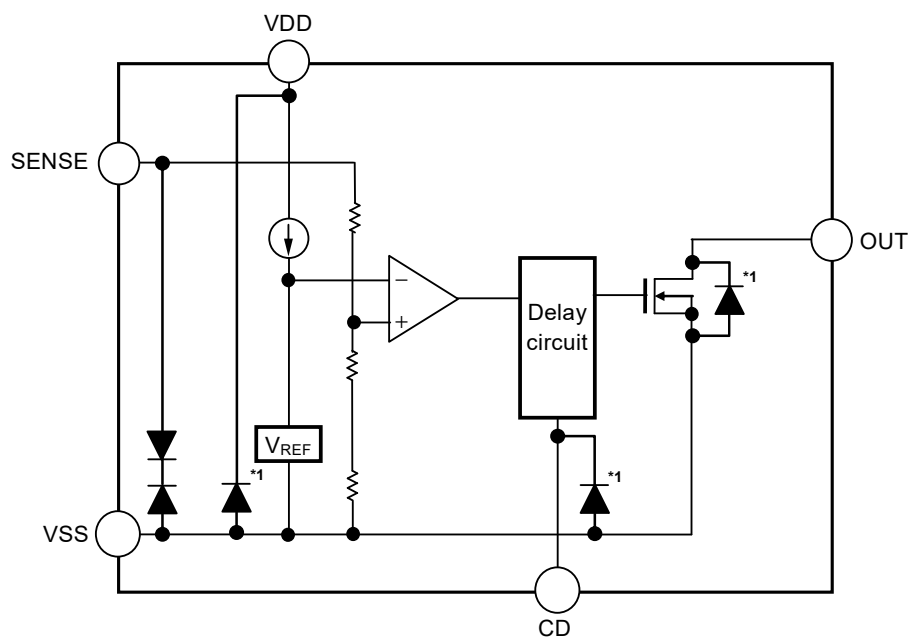 VDD
SENSE
OUT
*1
−
+
Delay
circuit
VREF
*1
*1
VSS
CD